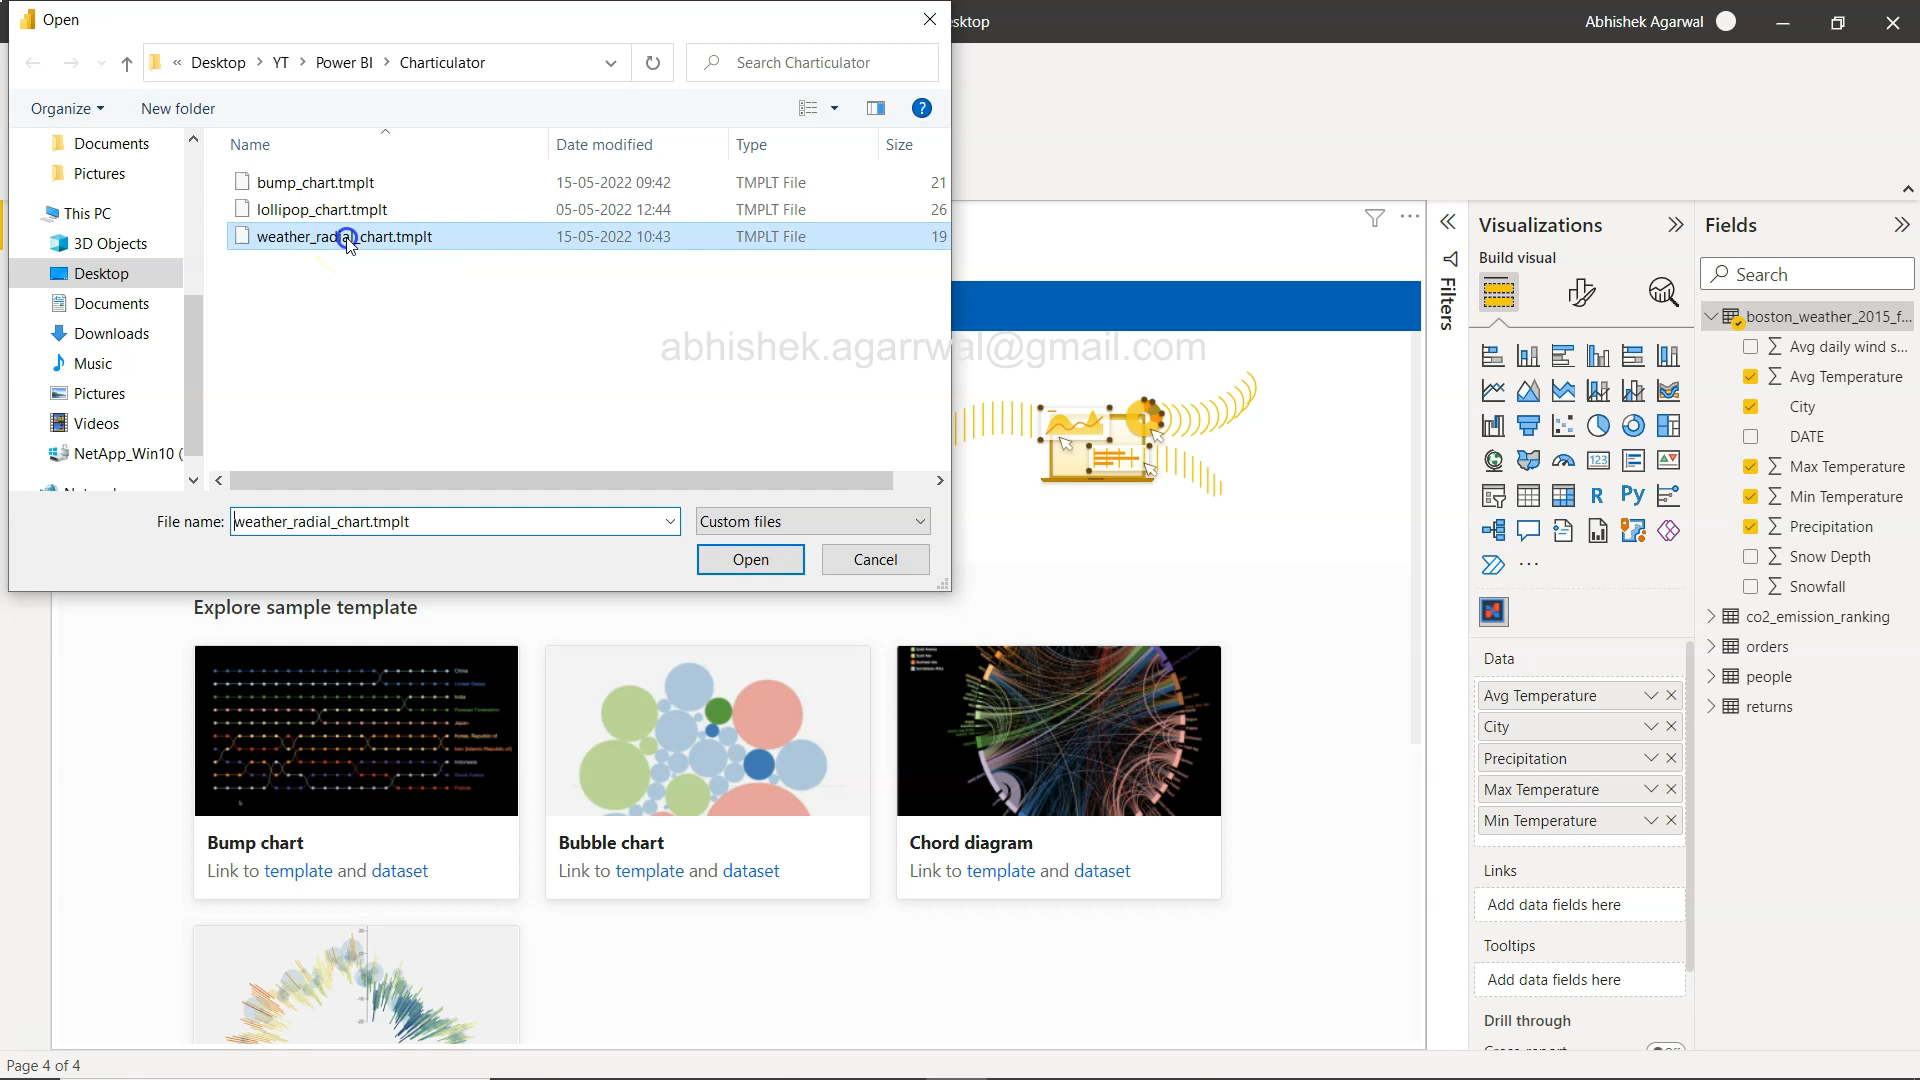 Open
sktop
Abhishek Agarwal
« Desktop > YT > Power BI > Charticulator
Search Charticulator
Organize
New folder
Name
Date modified
Type
Size
Documents
Pictures
This PC
3D Objects
Desktop
Documents
Downloads
Music
Pictures
Videos
NetApp_Win10 (
bump_chart.tmplt 15-05-2022 09:42 TMPLT File 21
lollipop_chart.tmplt 05-05-2022 12:44 TMPLT File 26
weather_radial_chart.tmplt 15-05-2022 10:43 TMPLT File 19
File name: weather_radial_chart.tmplt
Custom files
Open
Cancel
abhishek.agarrwal@gmail.com
Explore sample template
Bump chart
Link to template and dataset
Bubble chart
Link to template and dataset
Chord diagram
Link to template and dataset
Filters
Visualizations
Build visual
Data
Avg Temperature
City
Precipitation
Max Temperature
Min Temperature
Links
Add data fields here
Tooltips
Add data fields here
Drill through
Fields
Search
boston_weather_2015_f...
Avg daily wind s...
Avg Temperature
City
DATE
Max Temperature
Min Temperature
Precipitation
Snow Depth
Snowfall
co2_emission_ranking
orders
people
returns
Page 4 of 4